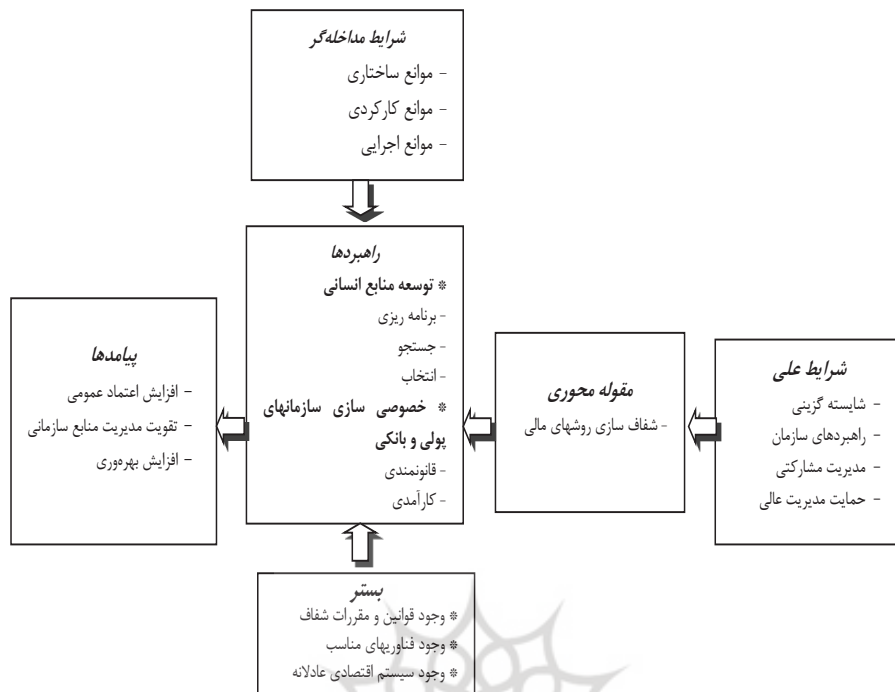 شرایط مداخله‌گر
- موانع ساختاری
- موانع کارکردی
- موانع اجرایی
شرایط علی
- شایسته گزینی
- راهبردهای سازمان
- مدیریت مشارکتی
- حمایت مدیریت عالی
مقوله محوری
- شفاف سازی روشهای مالی
راهبردها
* توسعه منابع انسانی
- برنامه ریزی
- جستجو
- انتخاب
* خصوصی سازی سازمانهای
پولی و بانکی
- قانونمندی
- کارآمدی
پیامدها
- افزایش اعتماد عمومی
- تقویت مدیریت منابع سازمانی
- افزایش بهره‌وری
بستر
* وجود قوانین و مقررات شفاف
* وجود فناوریهای مناسب
* وجود سیستم اقتصادی عادلانه